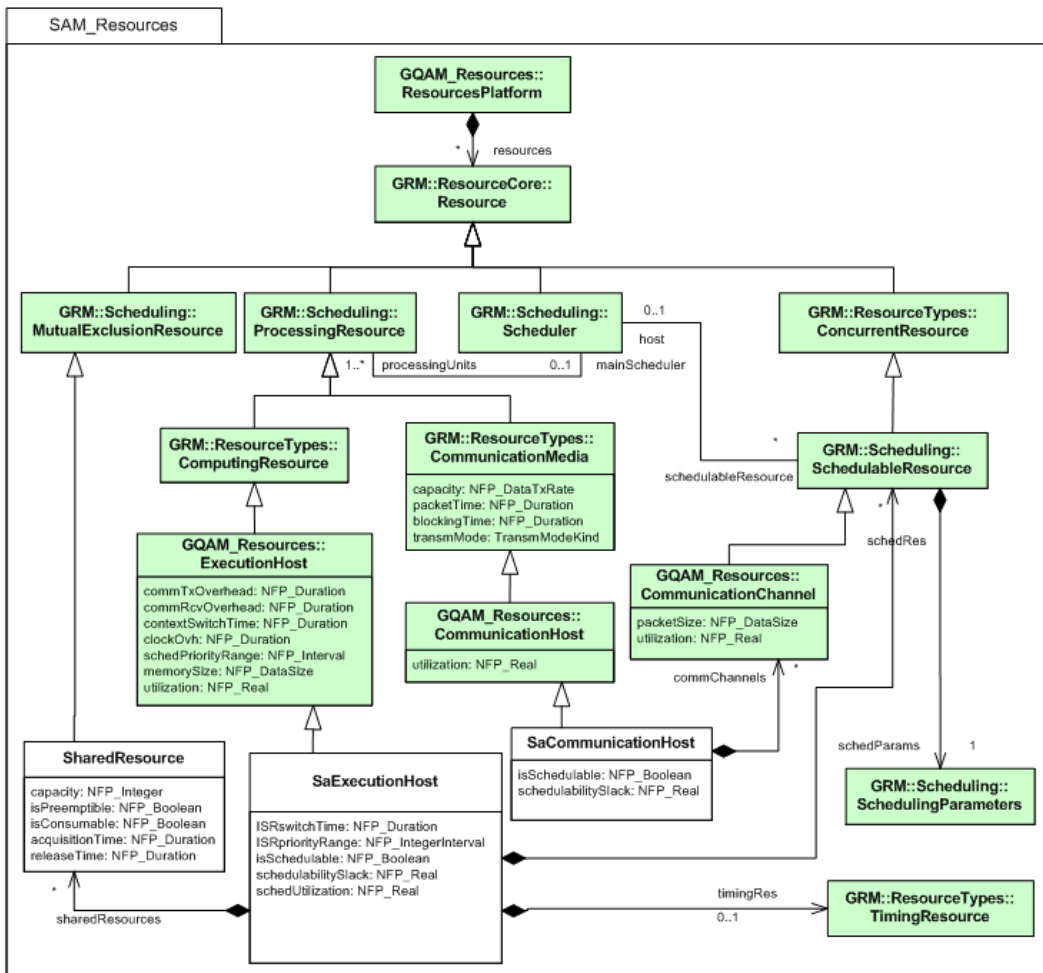 SAM_Resources
GQAM_Resources::
ResourcesPlatform
*
resources
GRM::ResourceCore::
Resource
GRM::Scheduling::
MutualExclusionResource
GRM::Scheduling::
ProcessingResource
GRM::Scheduling::
Scheduler
GRM::ResourceTypes::
ConcurrentResource
0..1
host
1..*
processingUnits
0..1
mainScheduler
GRM::ResourceTypes::
ComputingResource
GRM::ResourceTypes::
CommunicationMedia
capacity: NFP_DataTxRate
packetTime: NFP_Duration
blockingTime: NFP_Duration
transmMode: TransmModeKind
*
schedulableResource
GRM::Scheduling::
SchedulableResource
*
schedRes
GQAM_Resources::
ExecutionHost
commTxOverhead: NFP_Duration
commRcvOverhead: NFP_Duration
contextSwitchTime: NFP_Duration
clockOvh: NFP_Duration
schedPriorityRange: NFP_Interval
memorySize: NFP_DataSize
utilization: NFP_Real
GQAM_Resources::
CommunicationHost
utilization: NFP_Real
GQAM_Resources::
CommunicationChannel
packetSize: NFP_DataSize
utilization: NFP_Real
commChannels
*
SharedResource
capacity: NFP_Integer
isPreemptible: NFP_Boolean
isConsumable: NFP_Boolean
acquisitionTime: NFP_Duration
releaseTime: NFP_Duration
SaExecutionHost
ISRswitchTime: NFP_Duration
ISRpriorityRange: NFP_IntegerInterval
isSchedulable: NFP_Boolean
schedulabilitySlack: NFP_Real
schedUtilization: NFP_Real
SaCommunicationHost
isSchedulable: NFP_Boolean
schedulabilitySlack: NFP_Real
schedParams
1
GRM::Scheduling::
SchedulingParameters
*
sharedResources
timingRes
0..1
GRM::ResourceTypes::
TimingResource